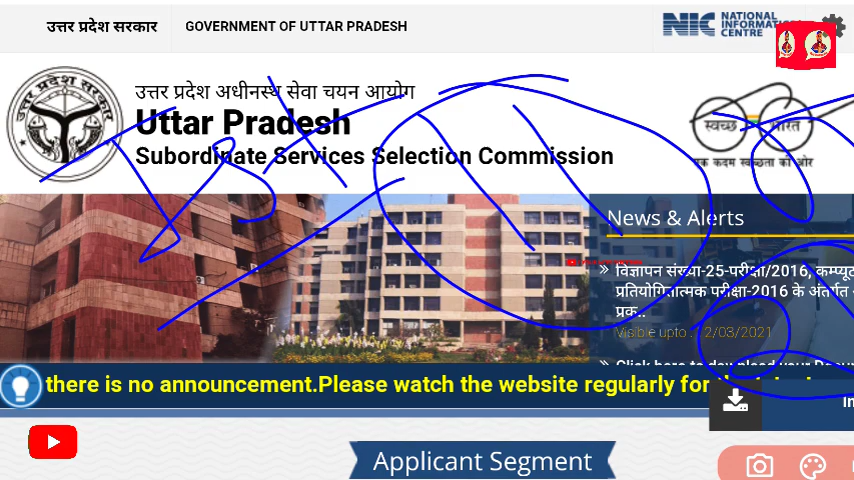 उत्तर प्रदेश सरकार
GOVERNMENT OF UTTAR PRADESH
NIC NATIONAL
INFORMATICS
CENTRE
उत्तर प्रदेश अधीनस्थ सेवा चयन आयोग
Uttar Pradesh
Subordinate Services Selection Commission
स्वच्छ भारत
एक कदम स्वच्छता की ओर
News & Alerts
विज्ञापन संख्या-25-परीक्षा/2016, कम्प्यूट
प्रतियोगितात्मक परीक्षा-2016 के अंतर्गत
प्रक..
Visible upto : 2/03/2021
Click here to download your
there is no announcement.Please watch the website regularly for
In
Applicant Segment